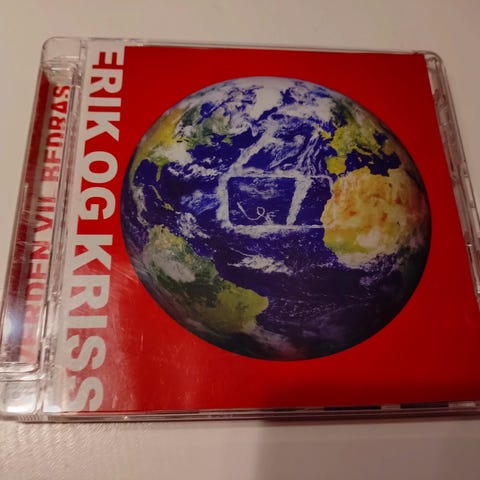 VERDEN VIL BEDRAS
ERIK OG KRISS